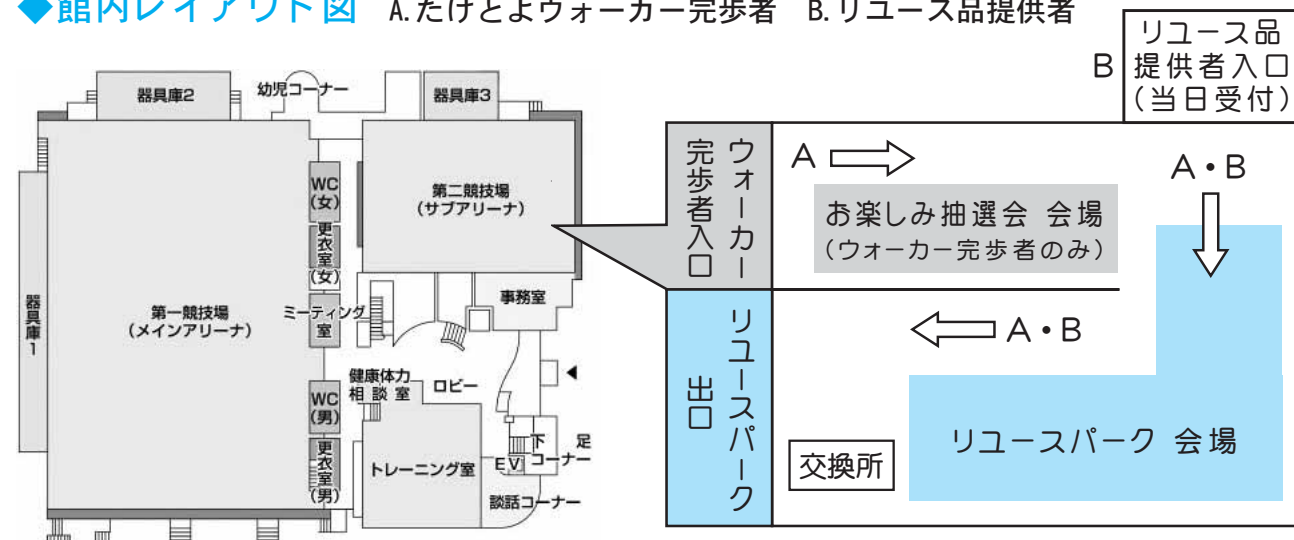 ◆館内レイアウト図 A.たけとよウォーカー完歩者 B.リユース品提供者
器具庫2
幼児コーナー
器具庫3
WC
(女)
第二競技場
(サブアリーナ)
更衣室(女)
器具庫1
第一競技場
(メインアリーナ)
ミーティング
室
事務室
健康体力
相談室
ロビー
◀
WC
(男)
更衣室(男)
トレーニング室
EV
下足
コーナー
談話コーナー
B
リユース品
提供者入口
(当日受付)
ウォーカー
完歩者入口
A
お楽しみ抽選会 会場
(ウォーカー完歩者のみ)
A・B
A・B
リユースパーク
出口
交換所
リユースパーク 会場